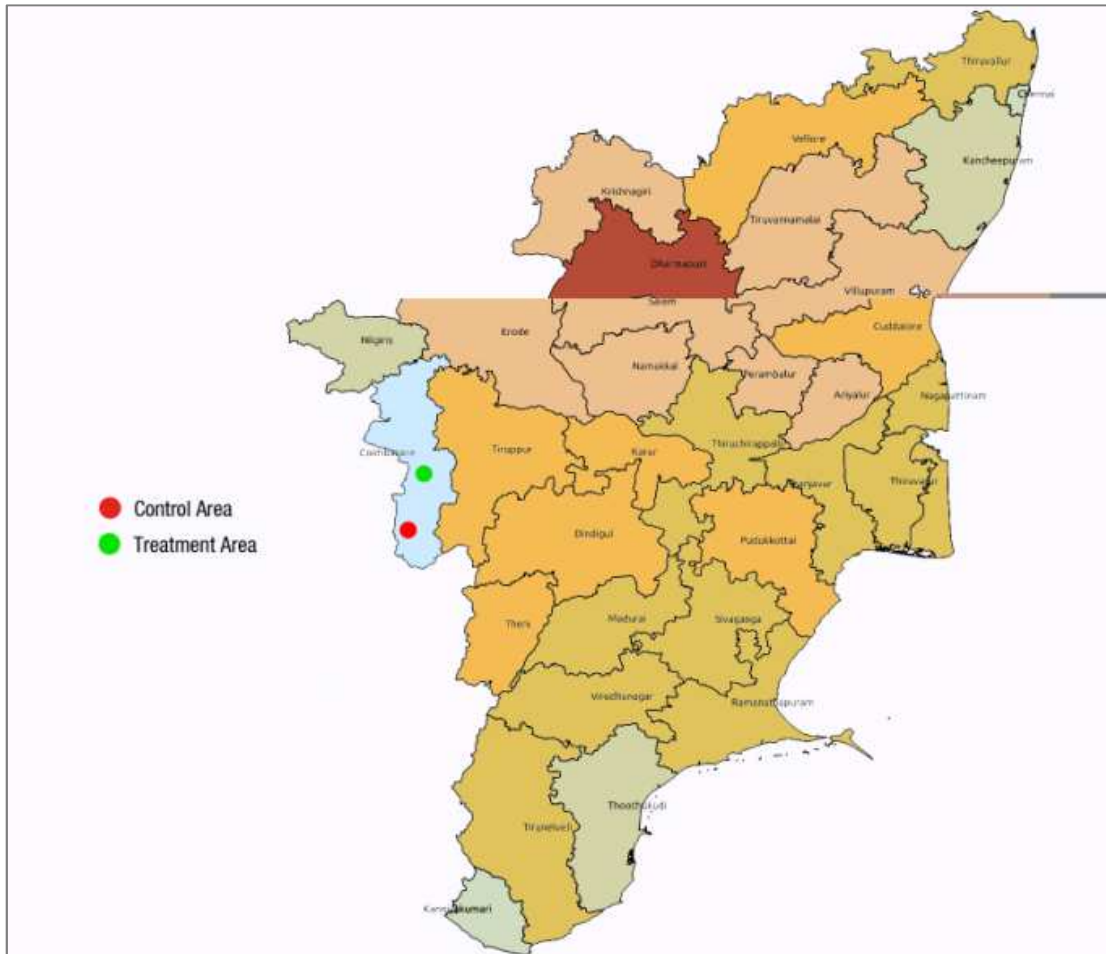 Thiruvallur
Chennai
Vellore
Kancheepuram
Krishnagiri
Tiruvannamalai
Dharmapuri
Villupuram
Salem
Cuddalore
Erode
Nilgiris
Namakkal
Perambalur
Ariyalur
Nagapattinam
Thiruchirappalli
Coimbatore
Tiruppur
Karur
Thanjavur
Thiruvarur
Control Area
Treatment Area
Dindigul
Pudukkottai
Theni
Madurai
Sivaganga
Virudhunagar
Ramanathapuram
Thoothukudi
Tirunelveli
Kanniyakumari